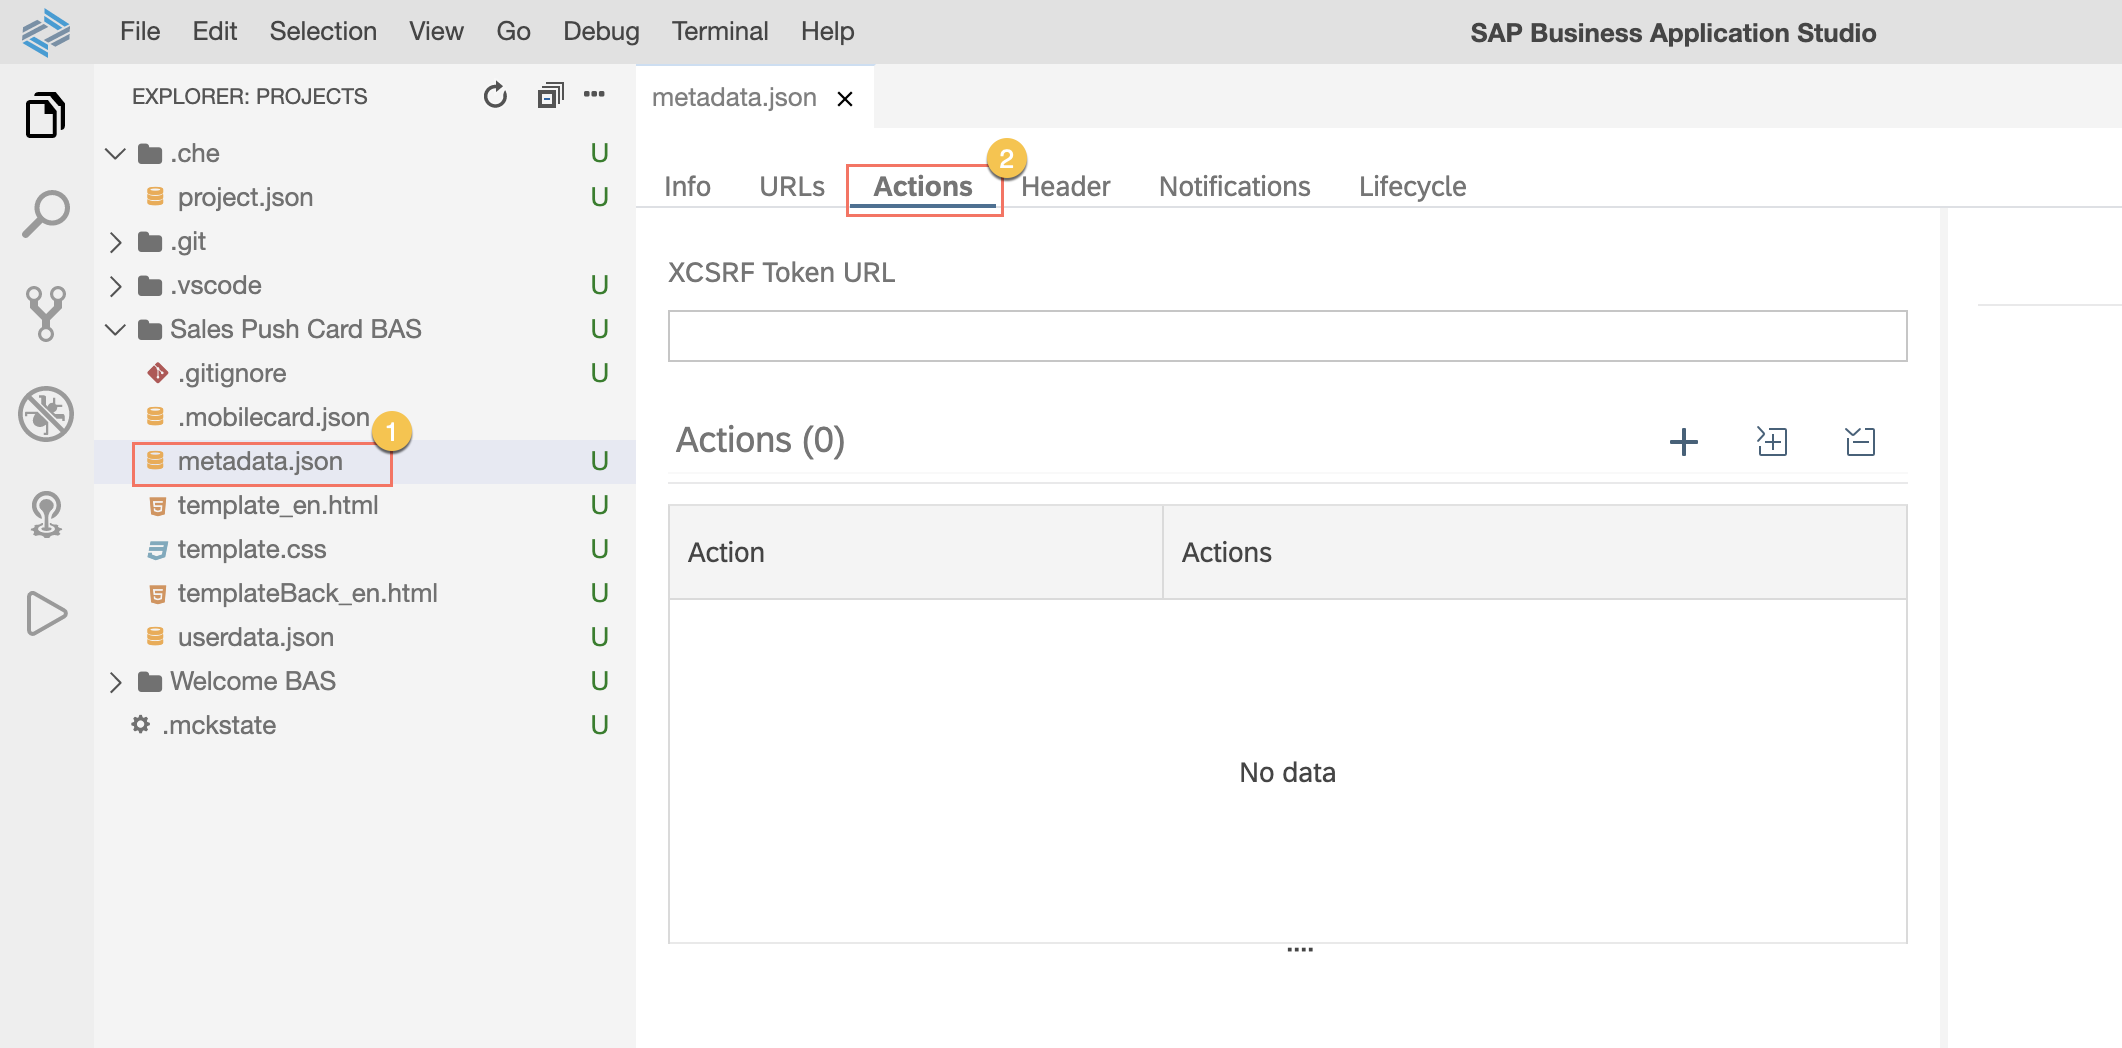 File Edit Selection View Go Debug Terminal Help
SAP Business Application Studio
EXPLORER: PROJECTS
.che U
project.json U
.git
.vscode U
Sales Push Card BAS U
.gitignore U
.mobilecard.json
1
metadata.json U
template_en.html U
template.css U
templateBack_en.html U
userdata.json U
Welcome BAS U
.mckstate U
metadata.json
2
Info URLs Actions Header Notifications Lifecycle
XCSRF Token URL
Actions (0)
Action Actions
No data